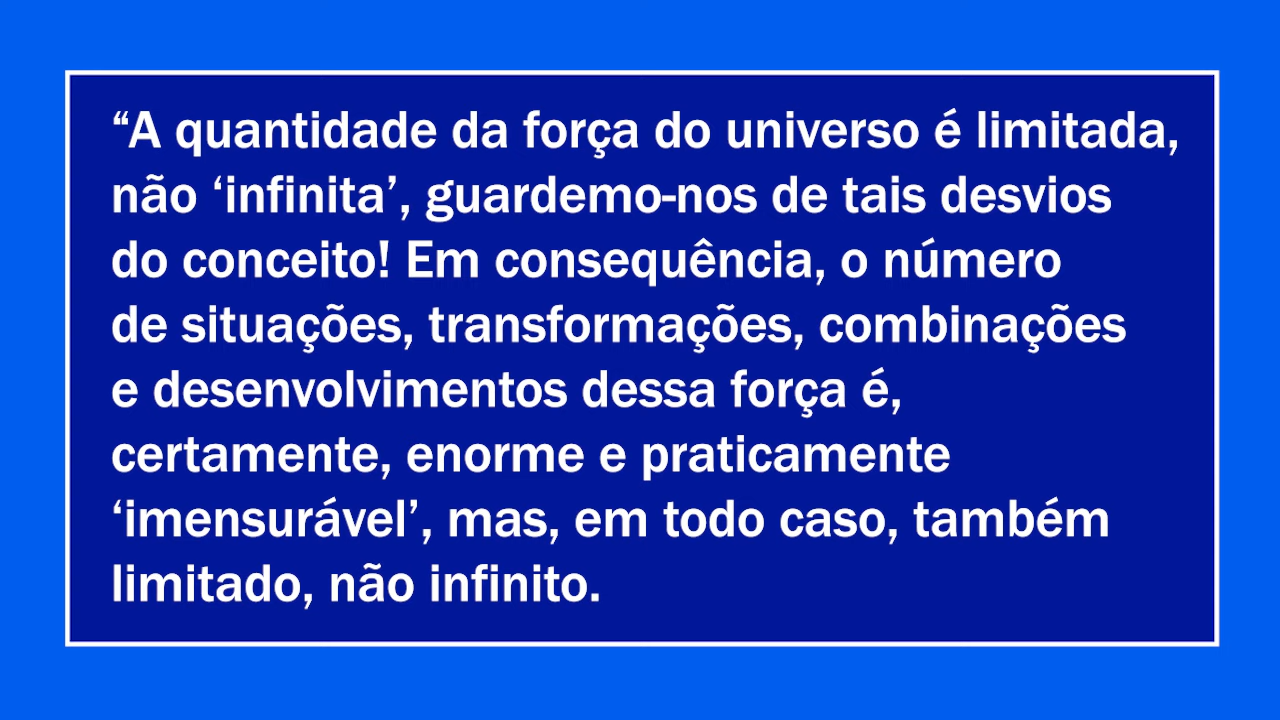 “A quantidade da força do universo é limitada,
não ‘infinita’, guardemo-nos de tais desvios
do conceito! Em consequência, o número
de situações, transformações, combinações
e desenvolvimentos dessa força é,
certamente, enorme e praticamente
‘imensurável’, mas, em todo caso, também
limitado, não infinito.